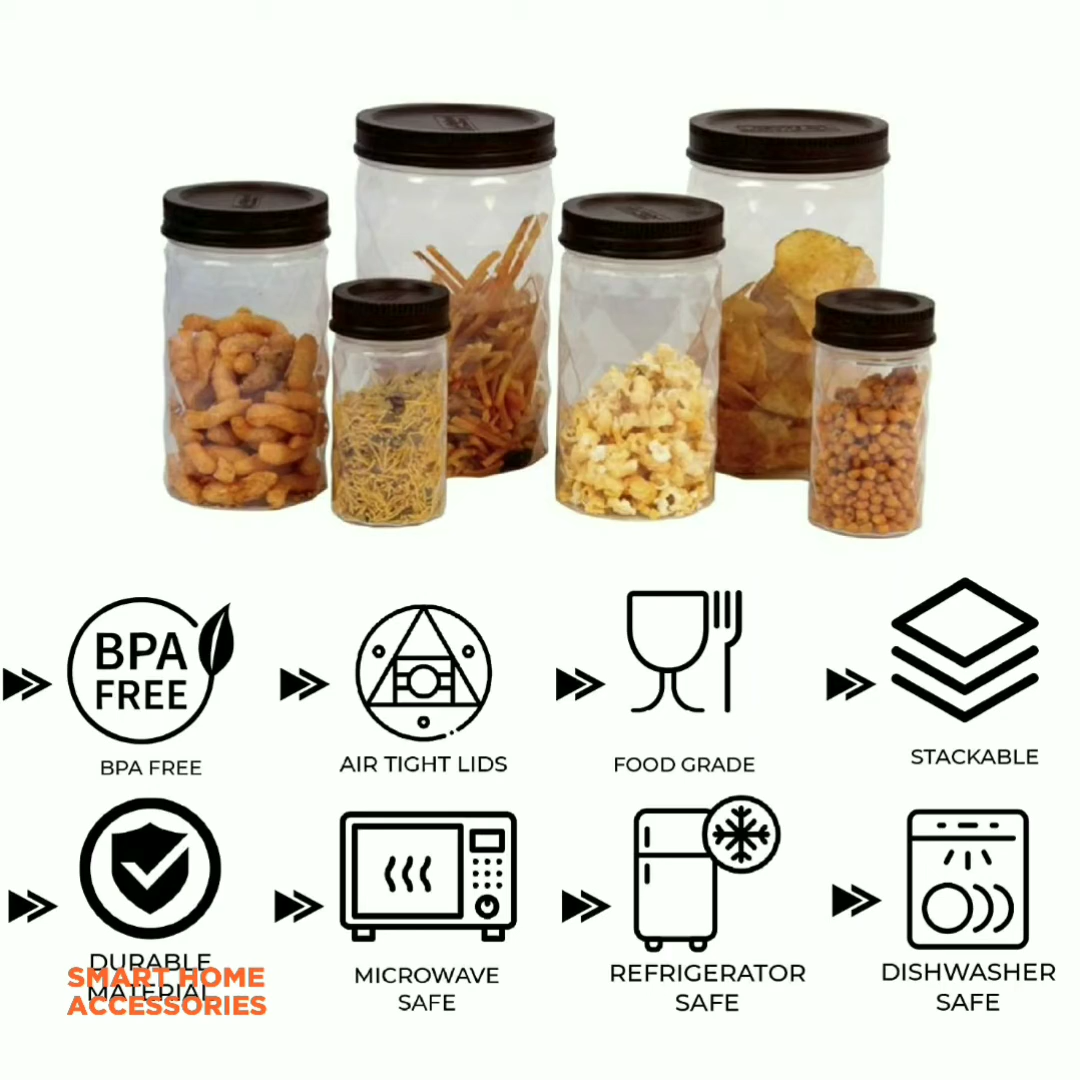 BPA
FREE
BPA FREE
AIR TIGHT LIDS
FOOD GRADE
STACKABLE
DURABLE
MATERIAL
SMART HOME
ACCESSORIES
MICROWAVE
SAFE
REFRIGERATOR
SAFE
DISHWASHER
SAFE